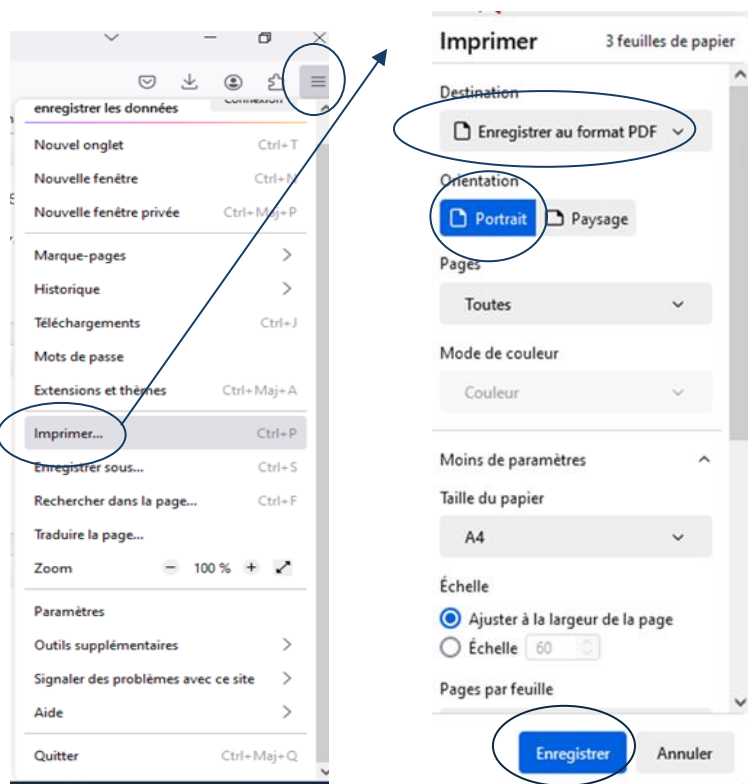 enregistrer les données
Connexion
Nouvel onglet Ctrl+T
Nouvelle fenêtre Ctrl+N
Nouvelle fenêtre privée Ctrl+Maj+P
Marque-pages
Historique
Téléchargements Ctrl+J
Mots de passe
Extensions et thèmes Ctrl+Maj+A
Imprimer... Ctrl+P
Enregistrer sous... Ctrl+S
Rechercher dans la page... Ctrl+F
Traduire la page...
Zoom − 100 % +
Paramètres
Outils supplémentaires
Signaler des problèmes avec ce site
Aide
Quitter Ctrl+Maj+Q
Imprimer 3 feuilles de papier
Destination
Enregistrer au format PDF
Orientation
Portrait Paysage
Pages
Toutes
Mode de couleur
Couleur
Moins de paramètres
Taille du papier
A4
Échelle
Ajuster à la largeur de la page
Échelle 60
Pages par feuille
Enregistrer Annuler